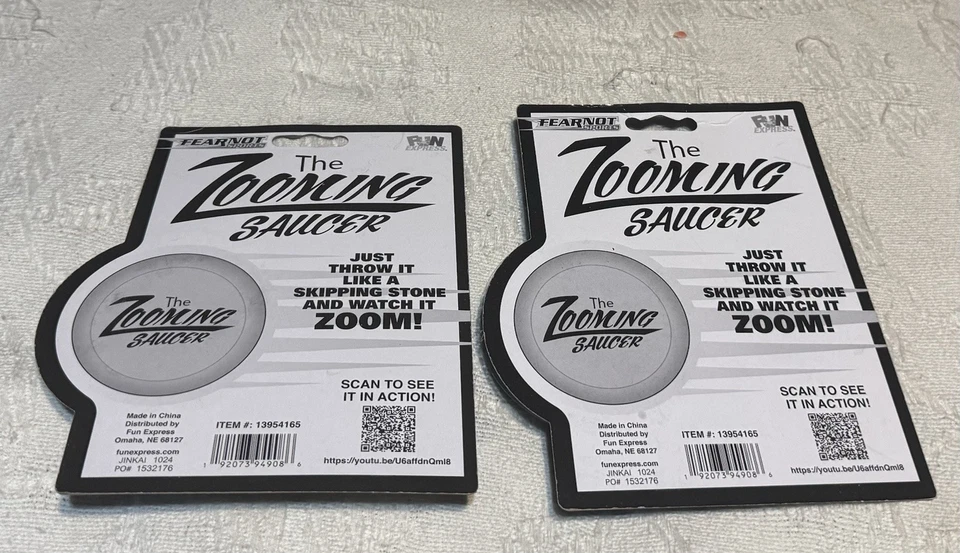 FEARNOT
SPORTS
FUN
EXPRESS.
The
ZOOMING
SAUCER
JUST
THROW IT
LIKE A
SKIPPING STONE
AND WATCH IT
ZOOM!
The
ZOOMING
SAUCER
SCAN TO SEE
IT IN ACTION!
Made in China
Distributed by
Fun Express
Omaha, NE 68127
funexpress.com
JINKAI 1024
PO# 1532176
ITEM #: 13954165
1 92073 94908 6
https://youtu.be/U6affdnQmI8
FEARNOT
SPORTS
FUN
EXPRESS.
The
ZOOMING
SAUCER
JUST
THROW IT
LIKE A
SKIPPING STONE
AND WATCH IT
ZOOM!
The
ZOOMING
SAUCER
SCAN TO SEE
IT IN ACTION!
Made in China
Distributed by
Fun Express
Omaha, NE 68127
funexpress.com
JINKAI 1024
PO# 1532176
ITEM #: 13954165
1 92073 94908 6
https://youtu.be/U6affdnQmI8